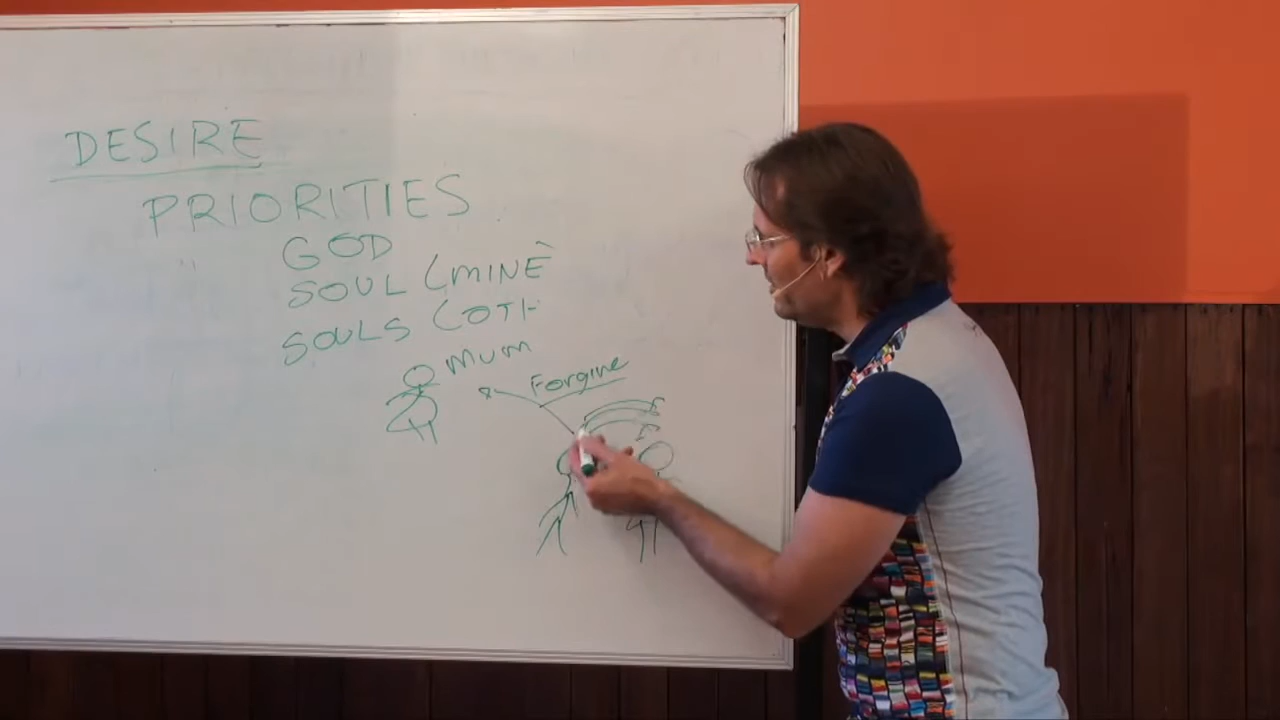 DESIRE
PRIORITIES
GOD
SOUL (MINE)
SOULS (OTH
MUM
Forgive